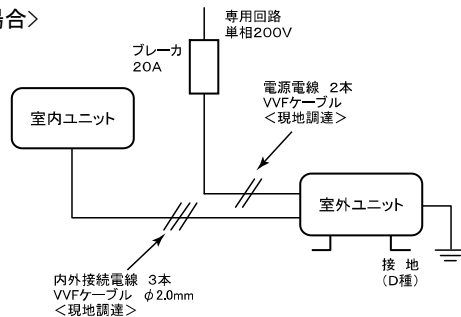 場合>
専用回路
単相200V
ブレーカ
20A
電源電線 2本
VVFケーブル
<現地調達>
室内ユニット
室外ユニット
接 地
(D種)
内外接続電線 3本
VVFケーブル φ2.0mm
<現地調達>